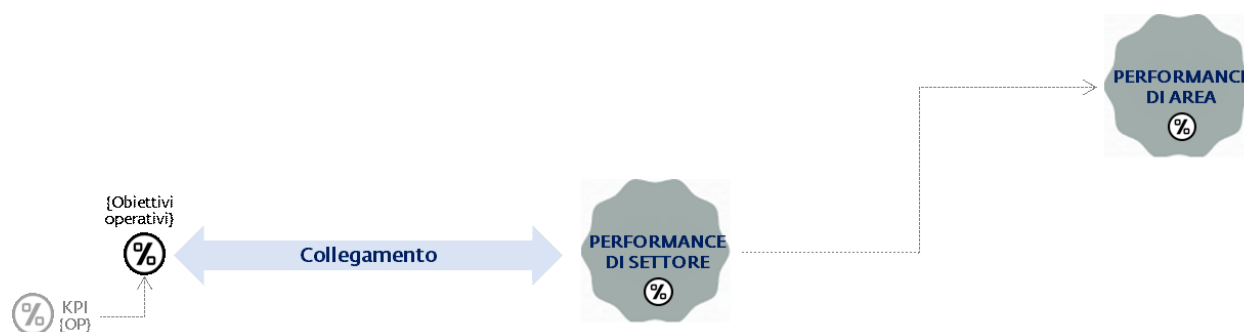 PERFORMANCE
DI AREA
{Obiettivi
operativi}
Collegamento
PERFORMANCE
DI SETTORE
KPI
{OP}